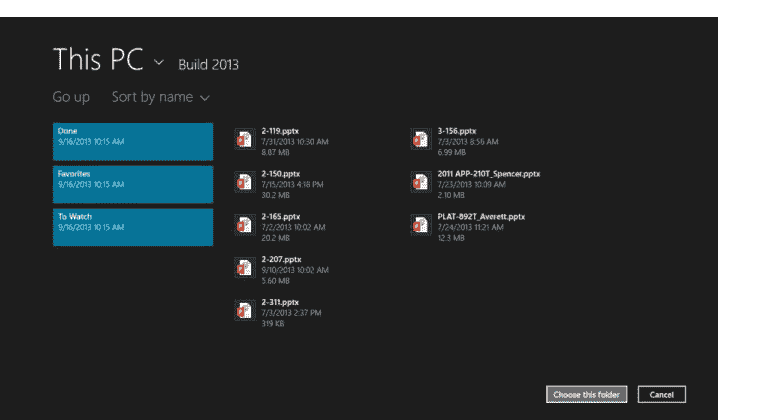 This PC Build 2013
Go up Sort by name
Done
9/16/2013 10:15 AM
Favorites
9/16/2013 10:15 AM
To Watch
9/16/2013 10:15 AM
2-119.pptx
7/31/2013 10:30 AM
8.87 MB
2-150.pptx
7/15/2013 4:18 PM
30.2 MB
2-165.pptx
7/2/2013 10:02 AM
20.2 MB
2-207.pptx
9/10/2013 10:02 AM
5.60 MB
2-311.pptx
7/3/2013 2:37 PM
319 KB
3-156.pptx
7/3/2013 8:56 AM
6.99 MB
2011 APP-210T_Spencer.pptx
7/23/2013 10:09 AM
2.10 MB
PLAT-892T_Averett.pptx
7/24/2013 11:21 AM
12.3 MB
Choose this folder Cancel